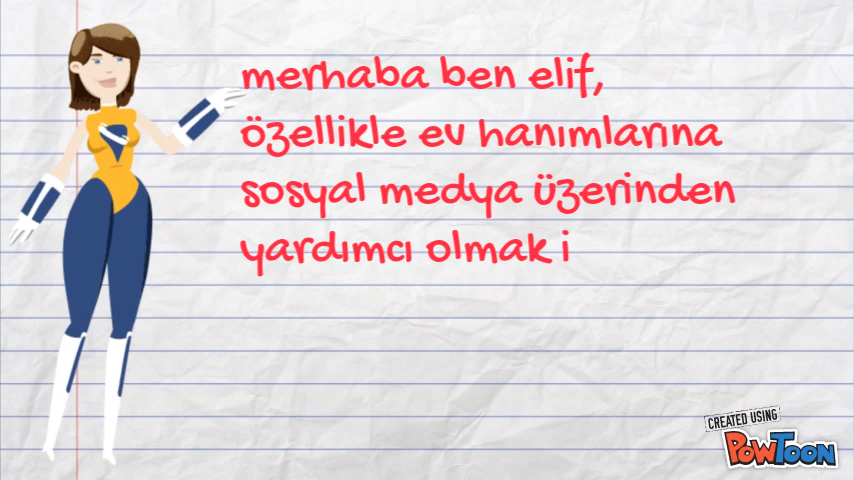 merhaba ben elif,
özellikle ev hanımlarına
sosyal medya üzerinden
yardımcı olmak i
CREATED USING
POWTOON